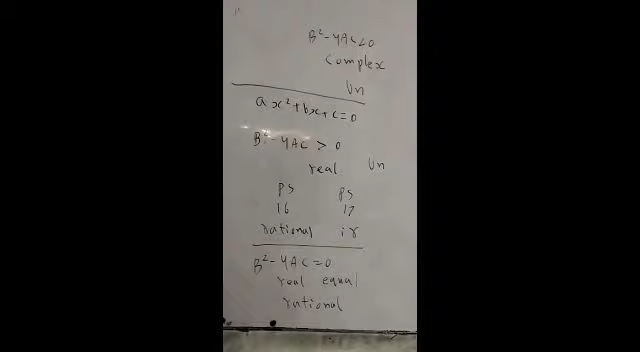 B²-4AC<0
Complex
Un
ax²+bx+c=0
B²-4AC > 0
real Un
PS PS
16 17
rational ir
B²-4AC=0
real equal
rational